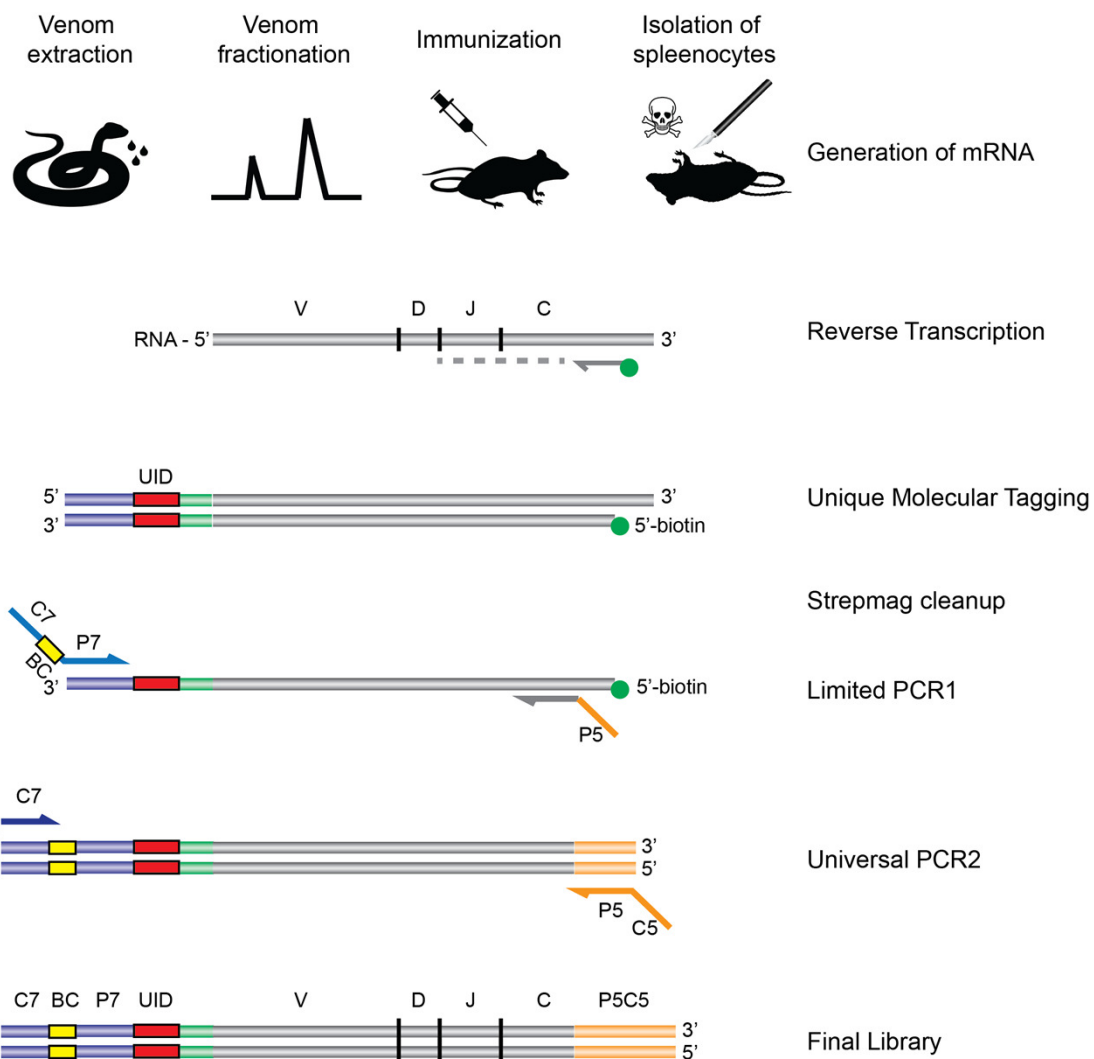 Venom
extraction
Venom
fractionation
Immunization
Isolation of
spleenocytes
Generation of mRNA
V D J C
RNA - 5’ 3’
Reverse Transcription
UID
5’ 3’
3’ 5’-biotin
Unique Molecular Tagging
Strepmag cleanup
C7
BC
P7
3’ 5’-biotin
P5
Limited PCR1
C7
3’
5’
P5
C5
Universal PCR2
C7 BC P7 UID V D J C P5C5
3’
5’
Final Library